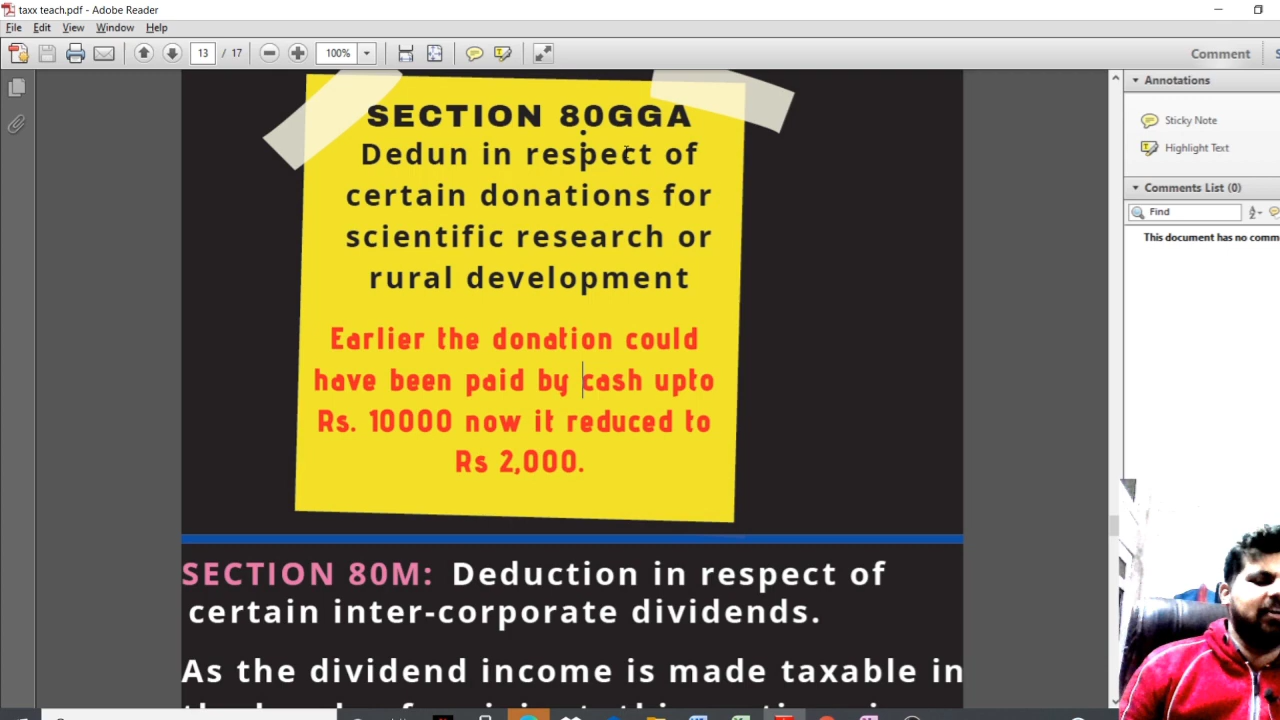 taxx teach.pdf - Adobe Reader
File Edit View Window Help
13 / 17 100% Comment
SECTION 80GGA
Dedun in respect of
certain donations for
scientific research or
rural development
Earlier the donation could
have been paid by cash upto
Rs. 10000 now it reduced to
Rs 2,000.
SECTION 80M: Deduction in respect of
certain inter-corporate dividends.
As the dividend income is made taxable in
Annotations
Sticky Note
Highlight Text
Comments List (0)
Find
This document has no comm